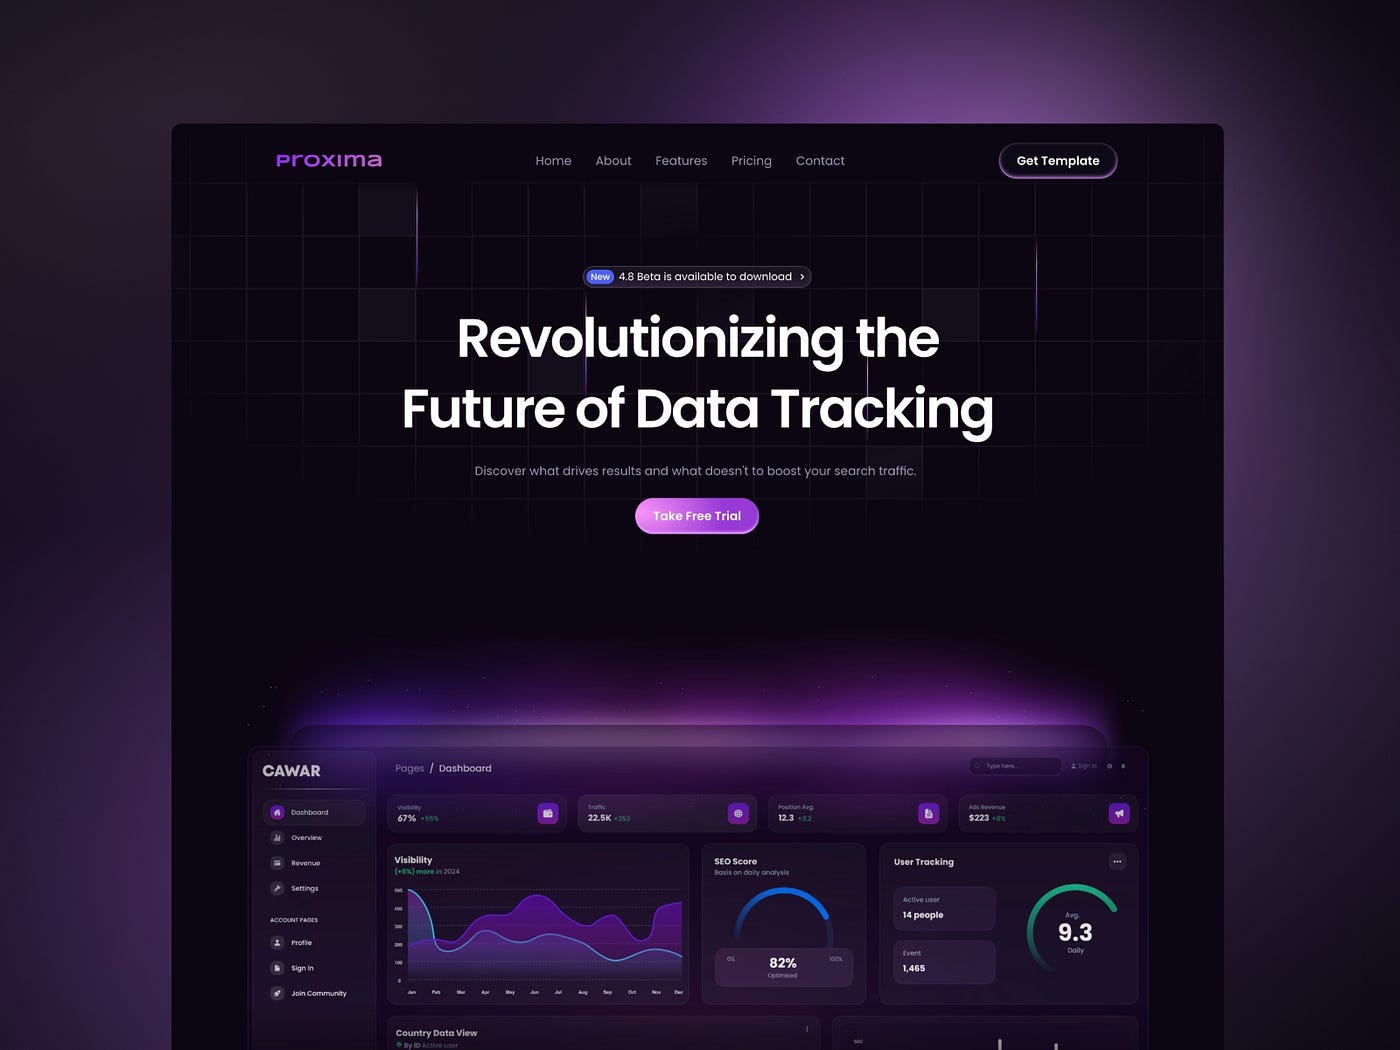 Proxima
Home About Features Pricing Contact
Get Template
New 4.8 Beta is available to download >
Revolutionizing the
Future of Data Tracking
Discover what drives results and what doesn't to boost your search traffic.
Take Free Trial
CAWAR
Pages / Dashboard
Type here...
Sign In
Dashboard
Overview
Revenue
Settings
ACCOUNT PAGES
Profile
Sign In
Join Community
Visibility
67% +55%
Traffic
22.5K +253
Position Avg.
12.3 +3.2
Ads Revenue
$223 +8%
Visibility
(+5%) more in 2024
500
400
300
200
100
0
Jan Feb Mar Apr May Jun Jul Aug Sep Oct Nov Dec
SEO Score
Basis on daily analysis
0% 82% 100%
Optimised
User Tracking
Active user
14 people
Event
1,465
Avg.
9.3
Daily
Country Data View
By ID Active user
500